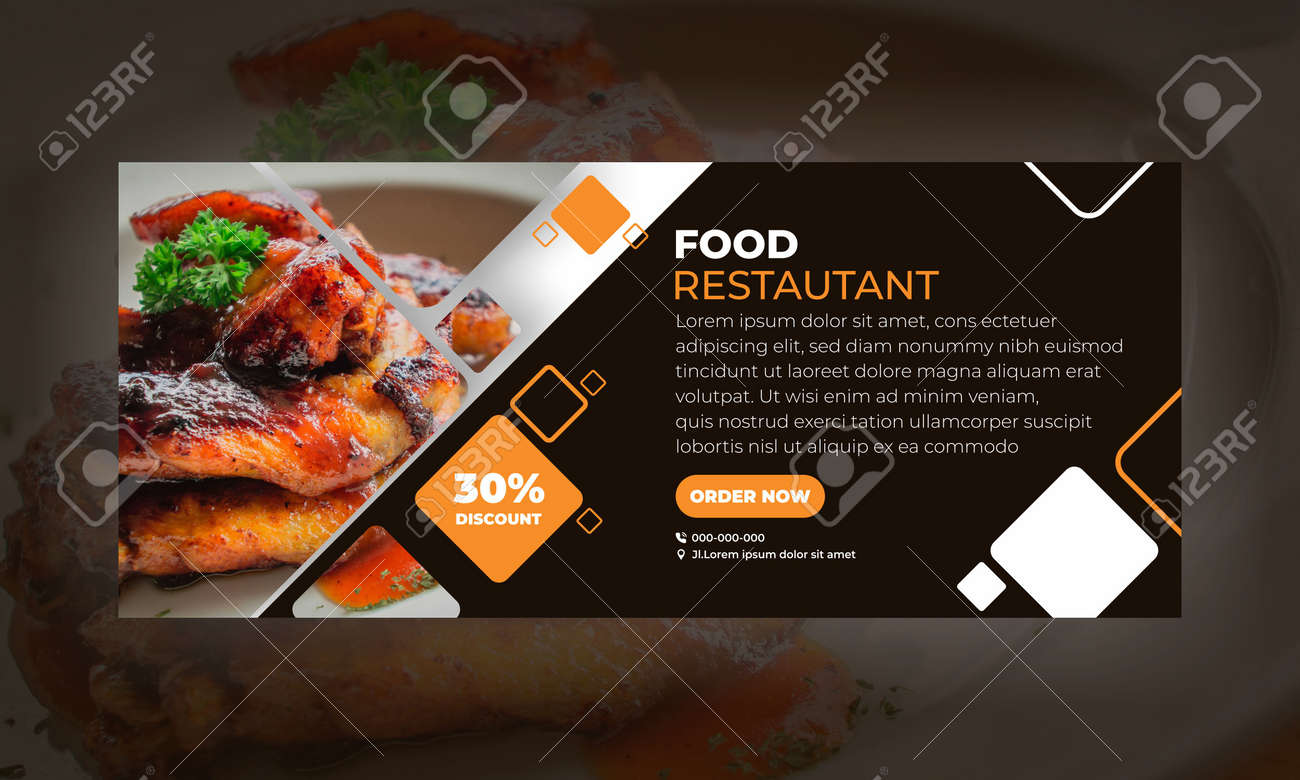 123RF
123RF
FOOD
RESTAUTANT
Lorem ipsum dolor sit amet, cons ectetuer
adipiscing elit, sed diam nonummy nibh euismod
tincidunt ut laoreet dolore magna aliquam erat
volutpat. Ut wisi enim ad minim veniam,
quis nostrud exerci tation ullamcorper suscipit
lobortis nisl ut aliquip ex ea commodo
30%
DISCOUNT
ORDER NOW
000-000-000
Jl.Lorem ipsum dolor sit amet
123RF
123RF
123RF